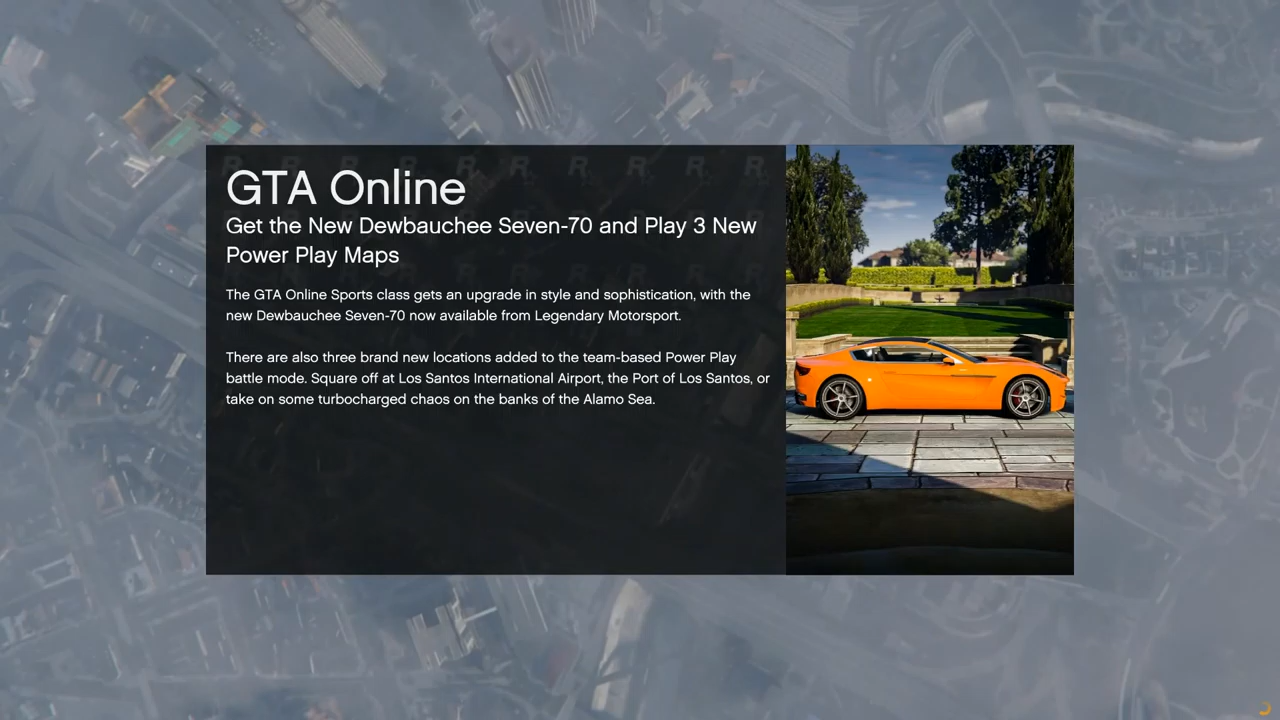 GTA Online
Get the New Dewbauchee Seven-70 and Play 3 New
Power Play Maps
The GTA Online Sports class gets an upgrade in style and sophistication, with the
new Dewbauchee Seven-70 now available from Legendary Motorsport.
There are also three brand new locations added to the team-based Power Play
battle mode. Square off at Los Santos International Airport, the Port of Los Santos, or
take on some turbocharged chaos on the banks of the Alamo Sea.